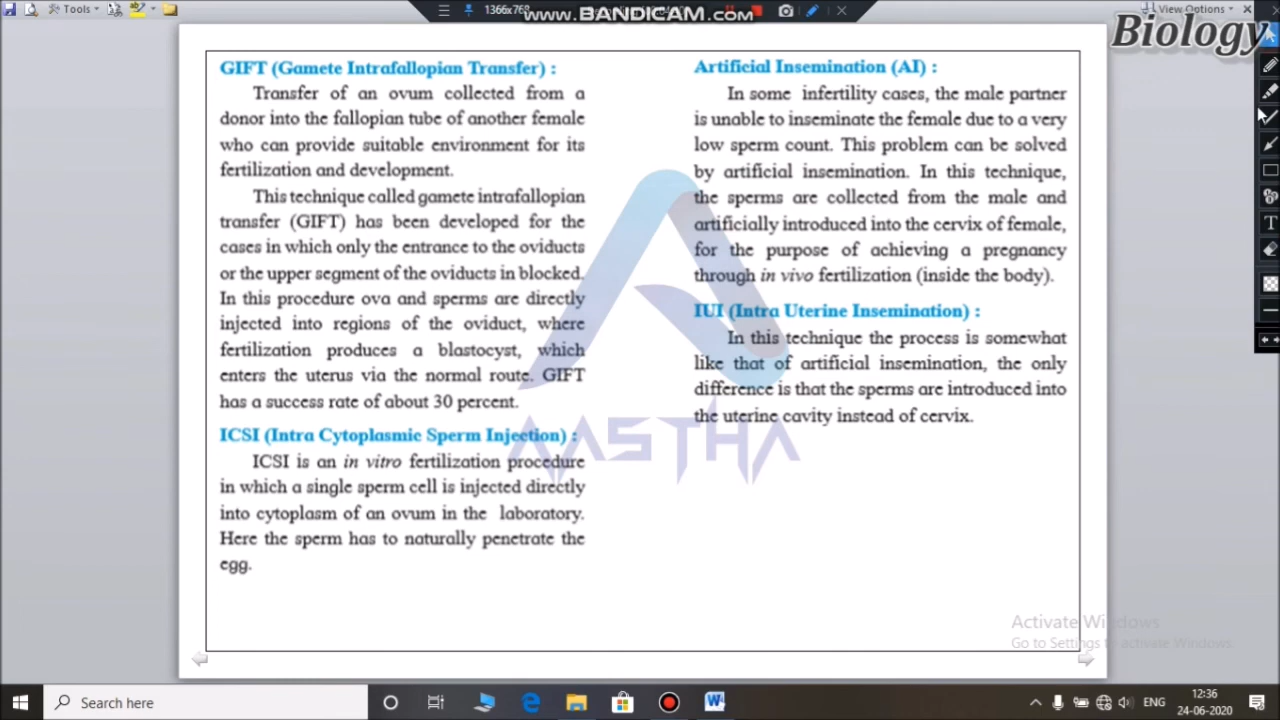 Tools
1366x768
www.BANDICAM.com
View Options
Biology
GIFT (Gamete Intrafallopian Transfer) :
Transfer of an ovum collected from a
donor into the fallopian tube of another female
who can provide suitable environment for its
fertilization and development.
This technique called gamete intrafallopian
transfer (GIFT) has been developed for the
cases in which only the entrance to the oviducts
or the upper segment of the oviducts in blocked.
In this procedure ova and sperms are directly
injected into regions of the oviduct, where
fertilization produces a blastocyst, which
enters the uterus via the normal route. GIFT
has a success rate of about 30 percent.
ICSI (Intra Cytoplasmic Sperm Injection) :
ICSI is an in vitro fertilization procedure
in which a single sperm cell is injected directly
into cytoplasm of an ovum in the laboratory.
Here the sperm has to naturally penetrate the
egg.
Artificial Insemination (AI) :
In some infertility cases, the male partner
is unable to inseminate the female due to a very
low sperm count. This problem can be solved
by artificial insemination. In this technique,
the sperms are collected from the male and
artificially introduced into the cervix of female,
for the purpose of achieving a pregnancy
through in vivo fertilization (inside the body).
IUI (Intra Uterine Insemination) :
In this technique the process is somewhat
like that of artificial insemination, the only
difference is that the sperms are introduced into
the uterine cavity instead of cervix.
AASTHA
Activate Windows
Go to Settings to activate Windows.
Search here
ENG
12:36
24-06-2020